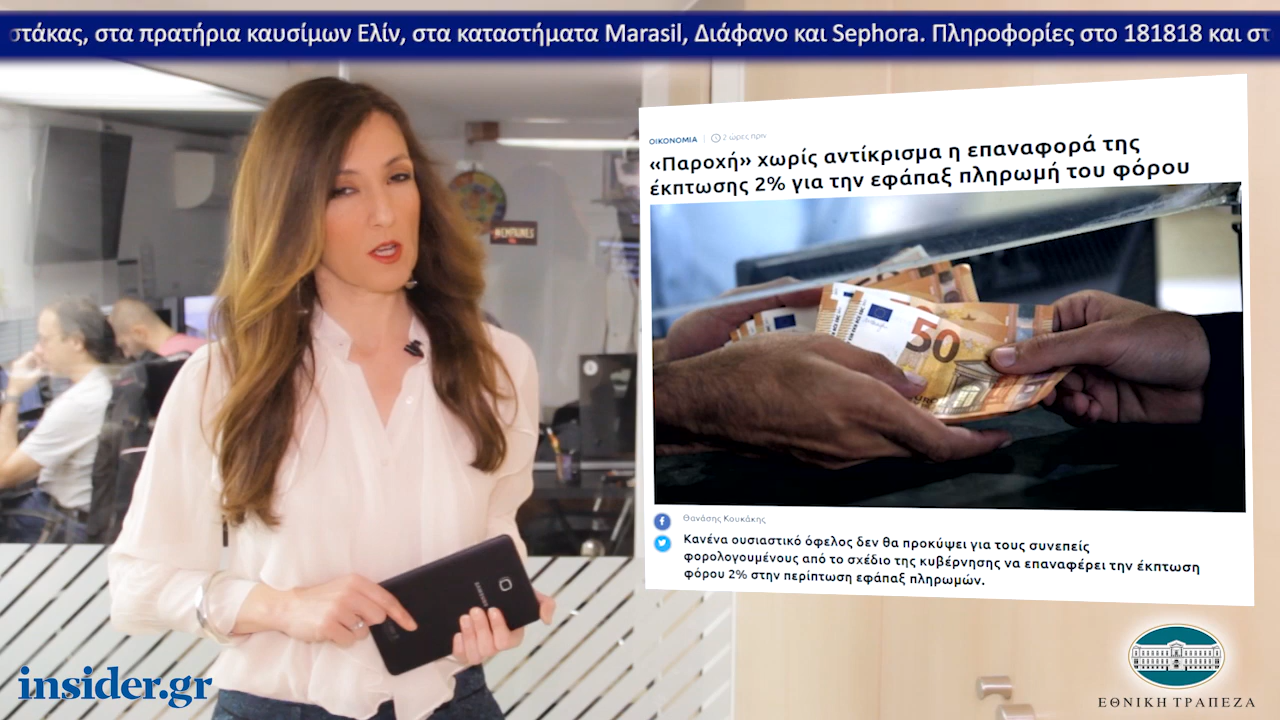 στάκας, στα πρατήρια καυσίμων Ελίν, στα καταστήματα Marasil, Διάφανο και Sephora. Πληροφορίες στο 181818 και στ
ΟΙΚΟΝΟΜΙΑ | 2 ώρες πριν
«Παροχή» χωρίς αντίκρισμα η επαναφορά της
έκπτωσης 2% για την εφάπαξ πληρωμή του φόρου
50
Θανάσης Κουκάκης
Κανένα ουσιαστικό όφελος δεν θα προκύψει για τους συνεπείς
φορολογουμένους από το σχέδιο της κυβέρνησης να επαναφέρει την έκπτωση
φόρου 2% στην περίπτωση εφάπαξ πληρωμών.
SAMSUNG
insider.gr
ΕΘΝΙΚΗ ΤΡΑΠΕΖΑ